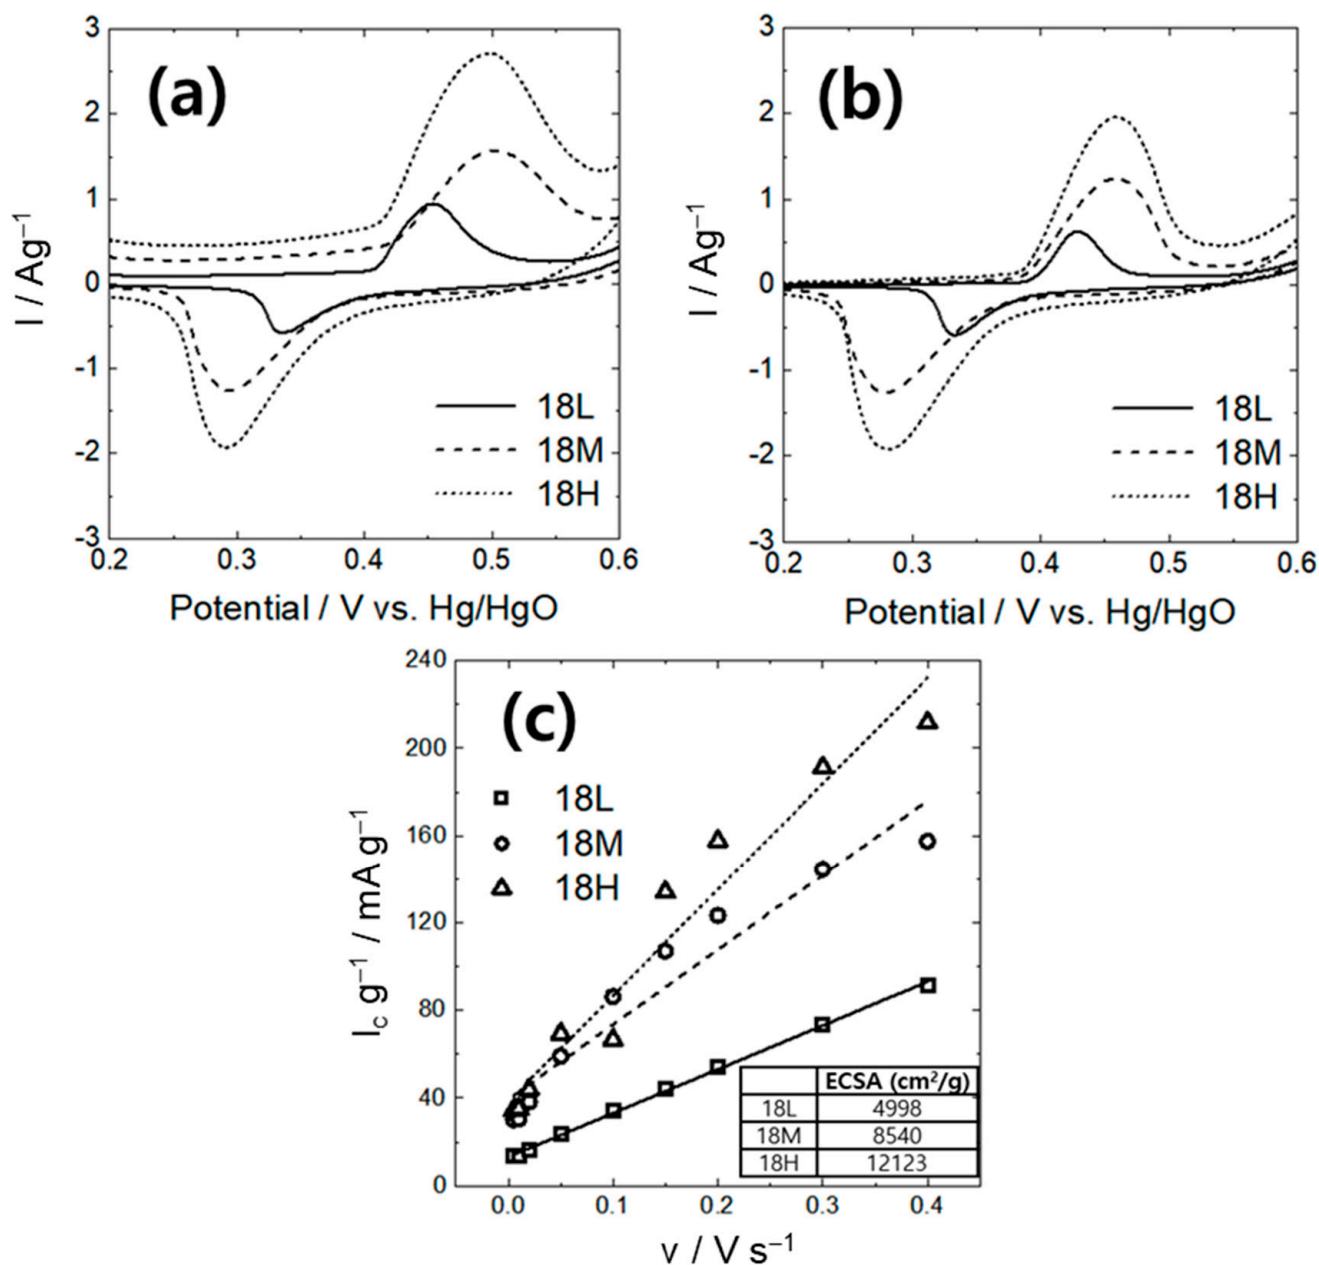 (a)
3
2
1
0
-1
-2
-3
I / Ag⁻¹
18L
18M
18H
0.2 0.3 0.4 0.5 0.6
Potential / V vs. Hg/HgO
(b)
3
2
1
0
-1
-2
-3
I / Ag⁻¹
18L
18M
18H
0.2 0.3 0.4 0.5 0.6
Potential / V vs. Hg/HgO
(c)
240
200
160
120
80
40
0
I꜀ g⁻¹ / mA g⁻¹
18L
18M
18H
ECSA (cm²/g)
18L 4998
18M 8540
18H 12123
0.0 0.1 0.2 0.3 0.4
v / V s⁻¹